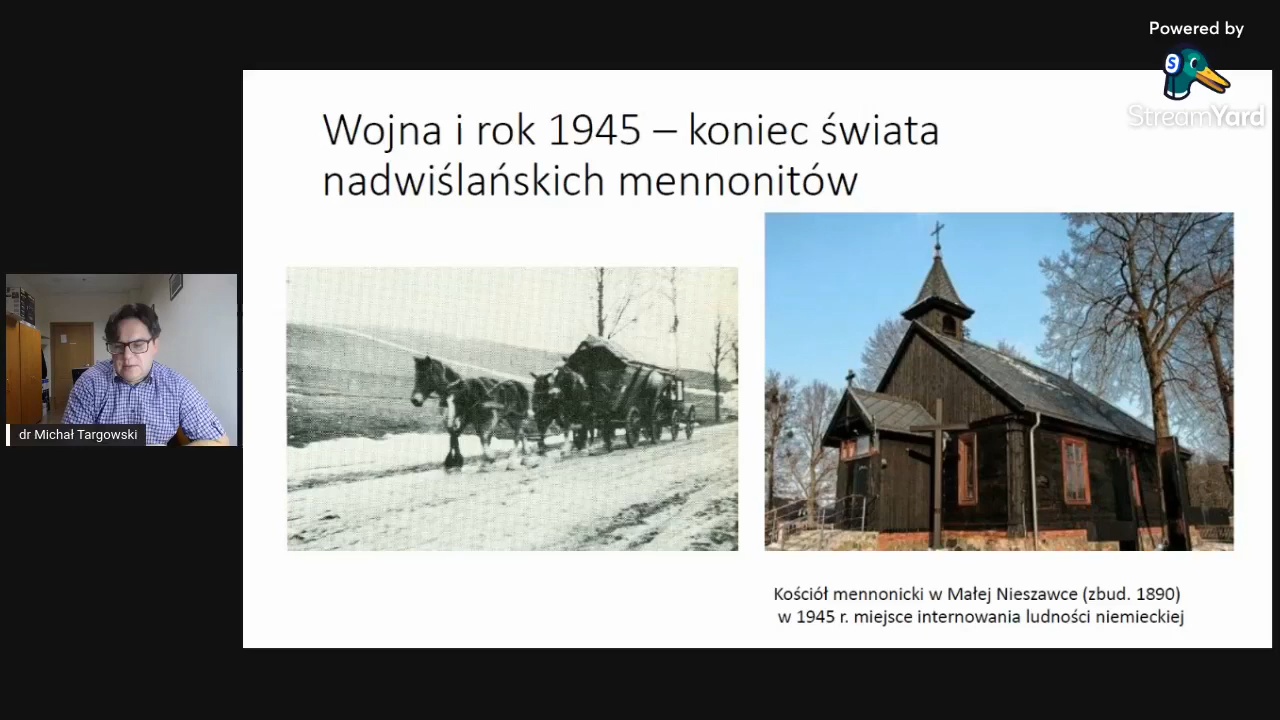 Powered by
StreamYard
Wojna i rok 1945 – koniec świata
nadwiślańskich mennonitów
dr Michał Targowski
Kościół mennonicki w Małej Nieszawce (zbud. 1890)
w 1945 r. miejsce internowania ludności niemieckiej